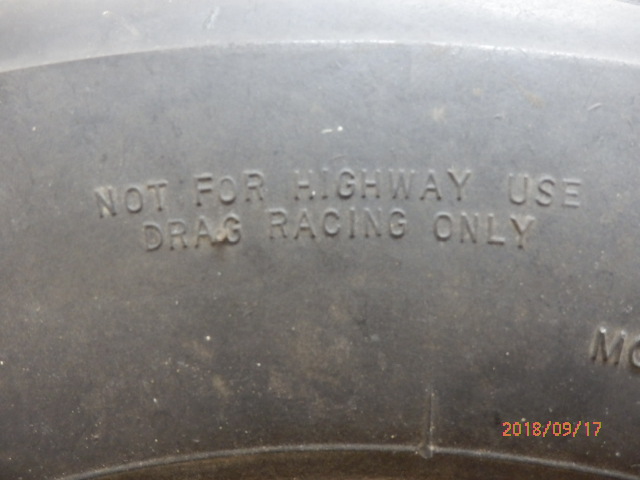 NOT FOR HIGHWAY USE
DRAG RACING ONLY
2018/09/17